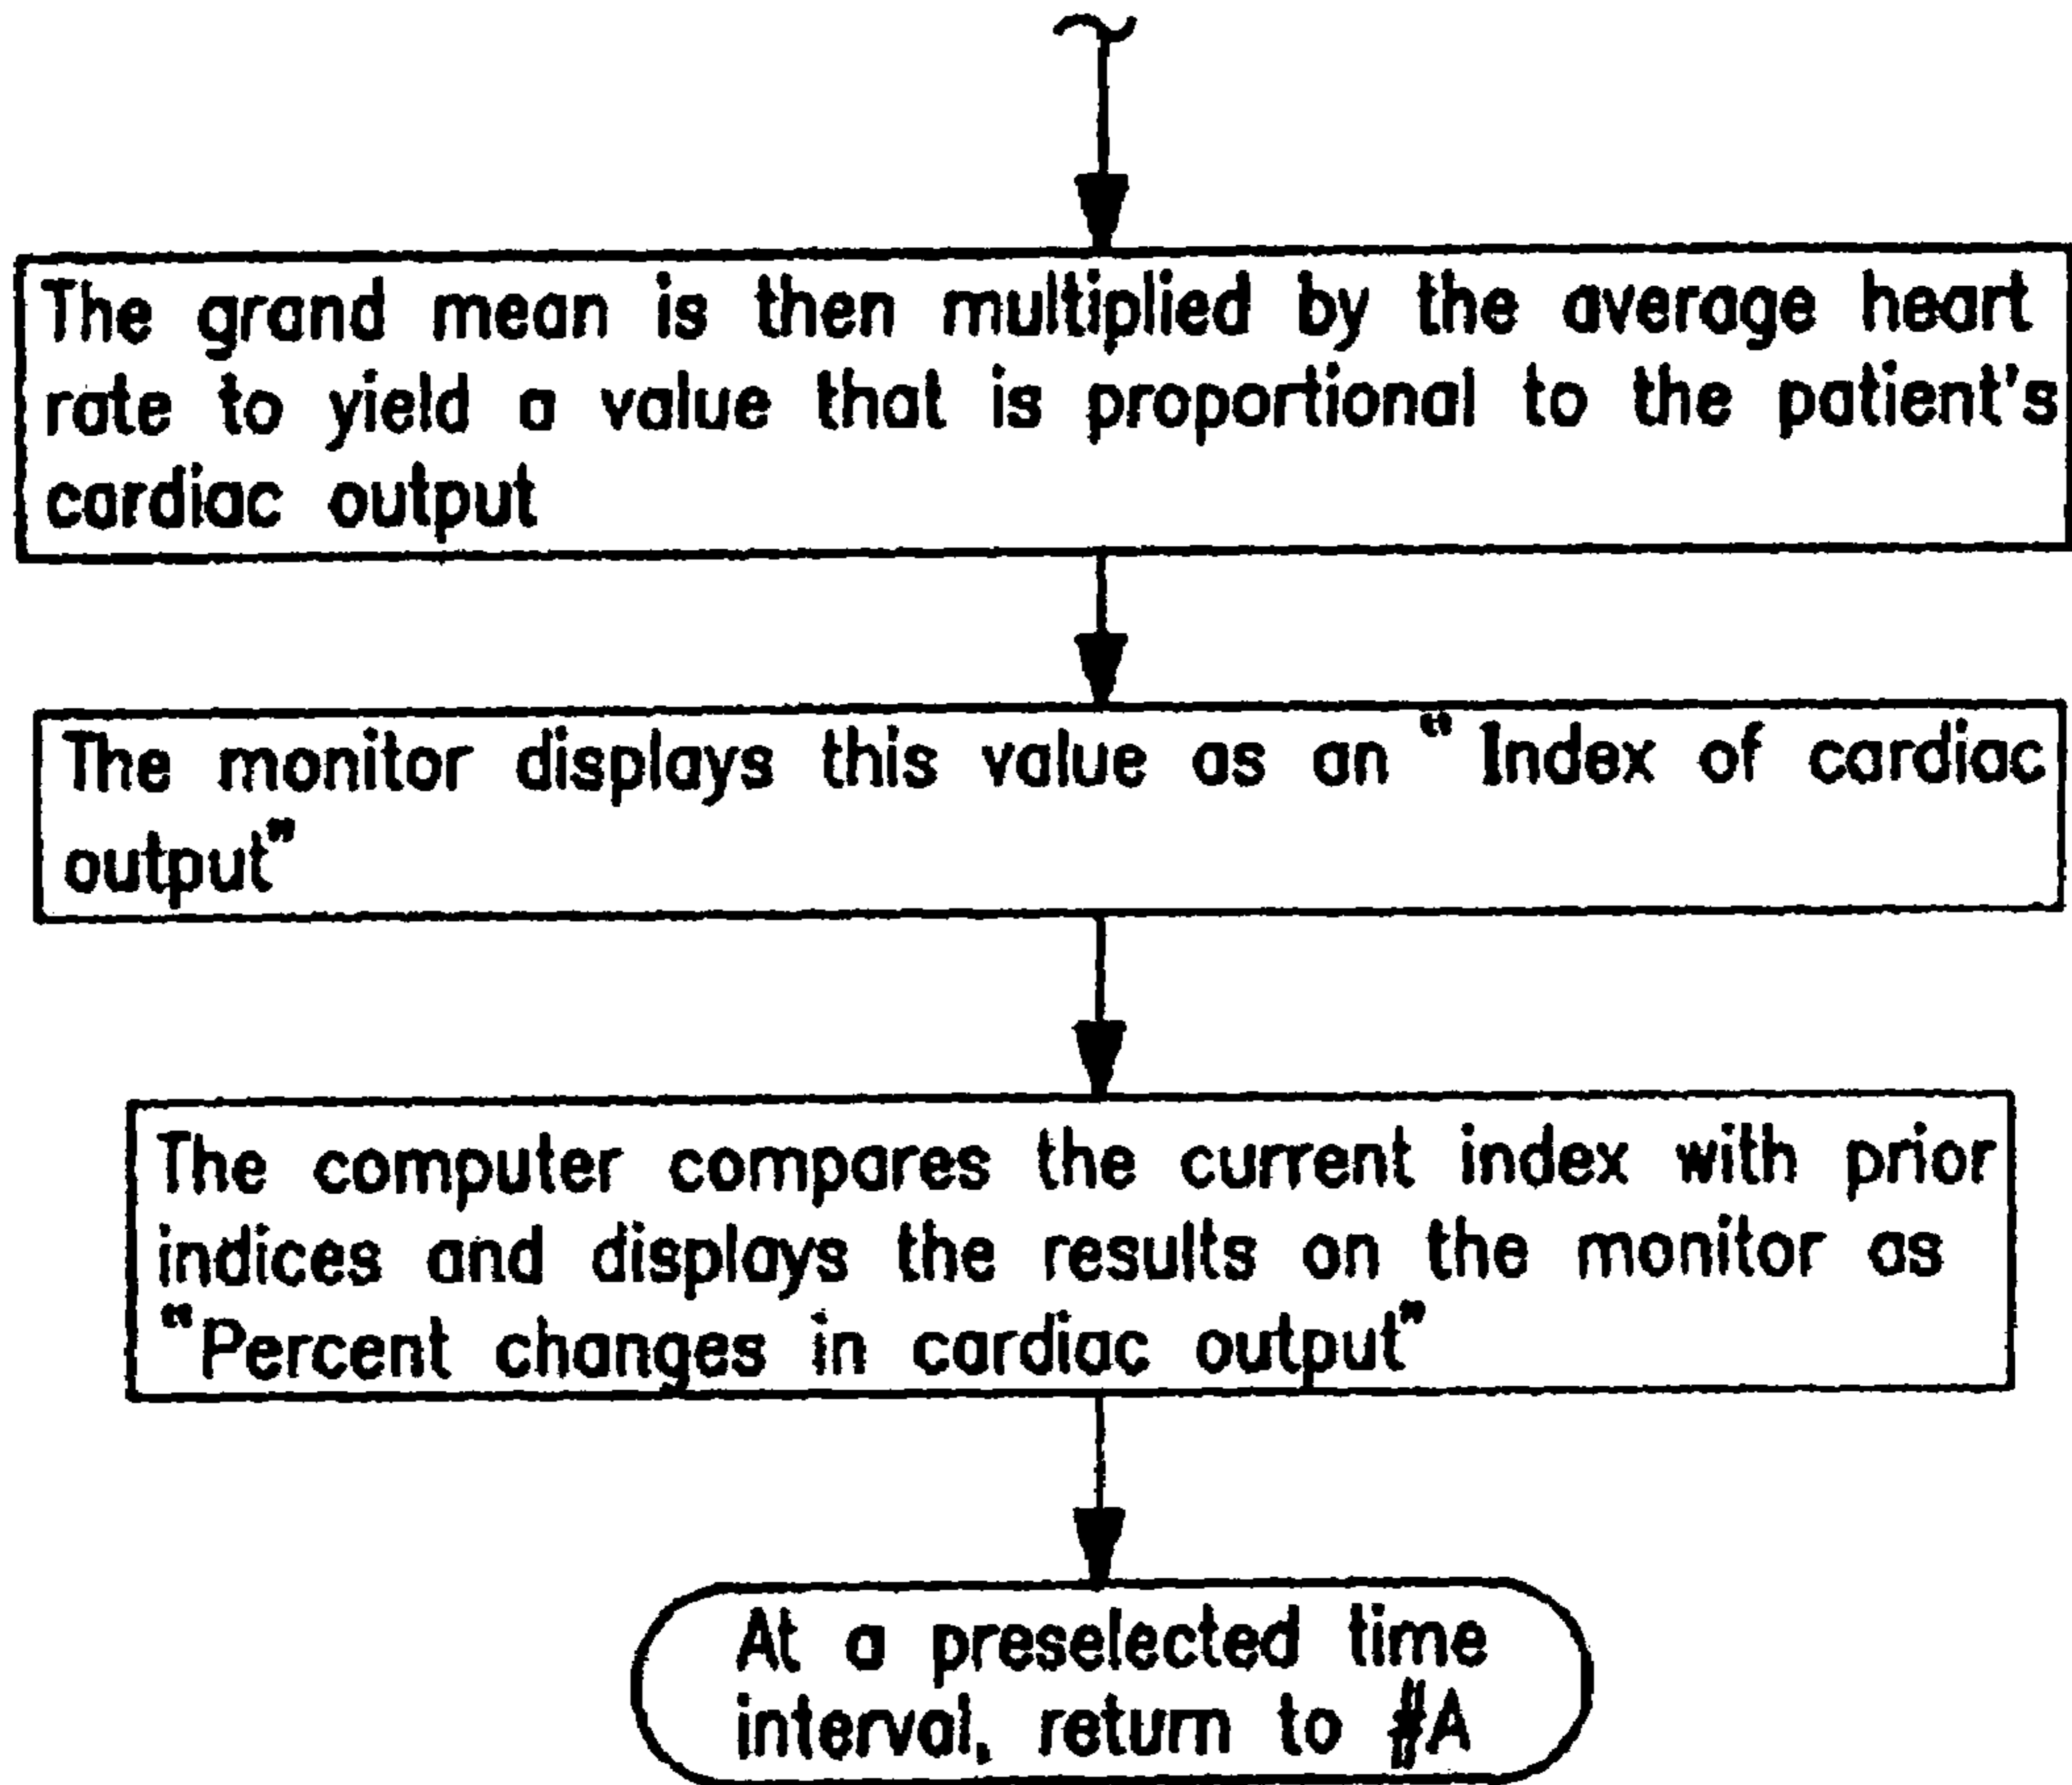 The grand mean is then multiplied by the average heart
rate to yield a value that is proportional to the patient's
cardiac output
The monitor displays this value as an “ Index of cardiac
output”
The computer compares the current index with prior
indices and displays the results on the monitor as
“Percent changes in cardiac output”
At a preselected time
interval, return to #A